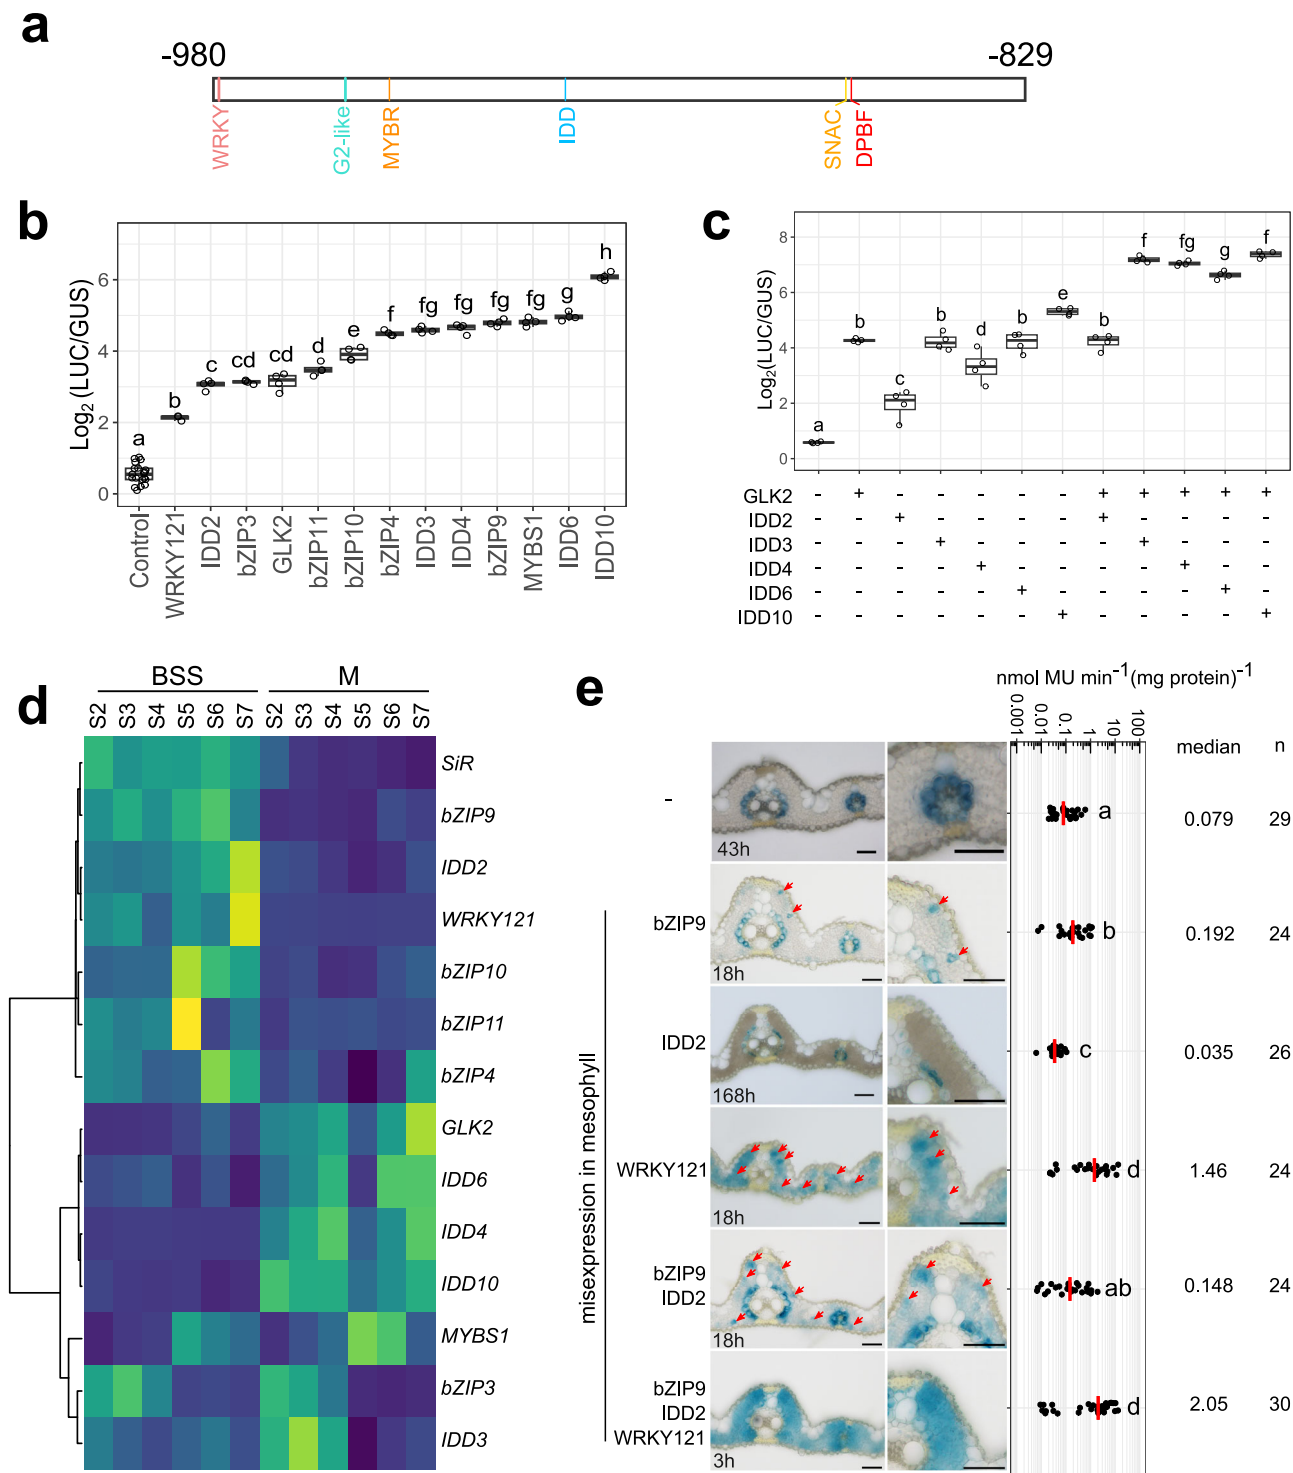 a
-980
-829
WRKY
G2-like
MYBR
IDD
SNAC
DPBF
b
Log2 (LUC/GUS)
6
4
2
0
a
b
c
cd
cd
d
e
f
fg
fg
fg
fg
g
h
Control
WRKY121
IDD2
bZIP3
GLK2
bZIP11
bZIP10
bZIP4
IDD3
IDD4
bZIP9
MYBS1
IDD6
IDD10
c
Log2(LUC/GUS)
8
6
4
2
0
a
b
c
b
d
b
e
b
f
fg
g
f
GLK2 - + - - - - - + + + + +
IDD2 - - + - - - - + - - - -
IDD3 - - - + - - - - + - - -
IDD4 - - - - + - - - - + - -
IDD6 - - - - - + - - - - + -
IDD10 - - - - - - + - - - - +
d
BSS
M
S2 S3 S4 S5 S6 S7 S2 S3 S4 S5 S6 S7
SiR
bZIP9
IDD2
WRKY121
bZIP10
bZIP11
bZIP4
GLK2
IDD6
IDD4
IDD10
MYBS1
bZIP3
IDD3
e
nmol MU min-1(mg protein)-1
0.001 0.01 0.1 1 10 100
median n
misexpression in mesophyll
-
43h
a
0.079 29
bZIP9
18h
b
0.192 24
IDD2
168h
c
0.035 26
WRKY121
18h
d
1.46 24
bZIP9
IDD2
18h
ab
0.148 24
bZIP9
IDD2
WRKY121
3h
d
2.05 30